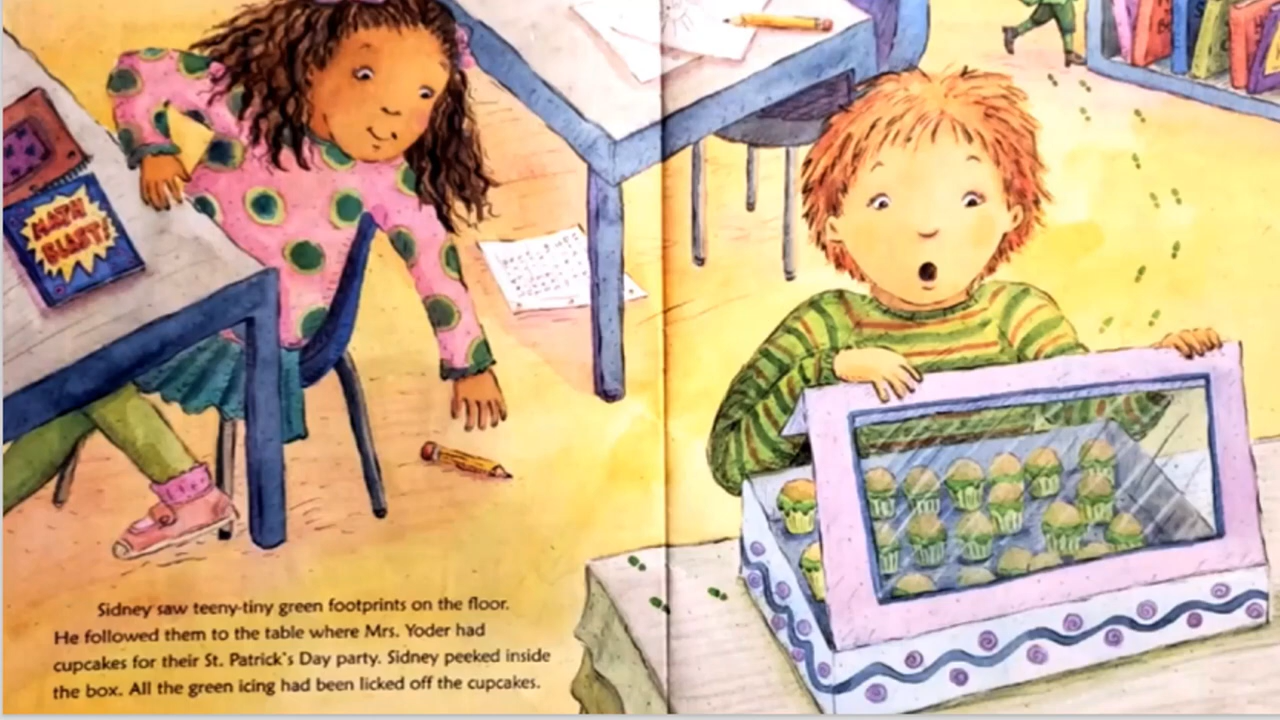 MATH
BLAST!
Sidney saw teeny-tiny green footprints on the floor.
He followed them to the table where Mrs. Yoder had
cupcakes for their St. Patrick's Day party. Sidney peeked inside
the box. All the green icing had been licked off the cupcakes.